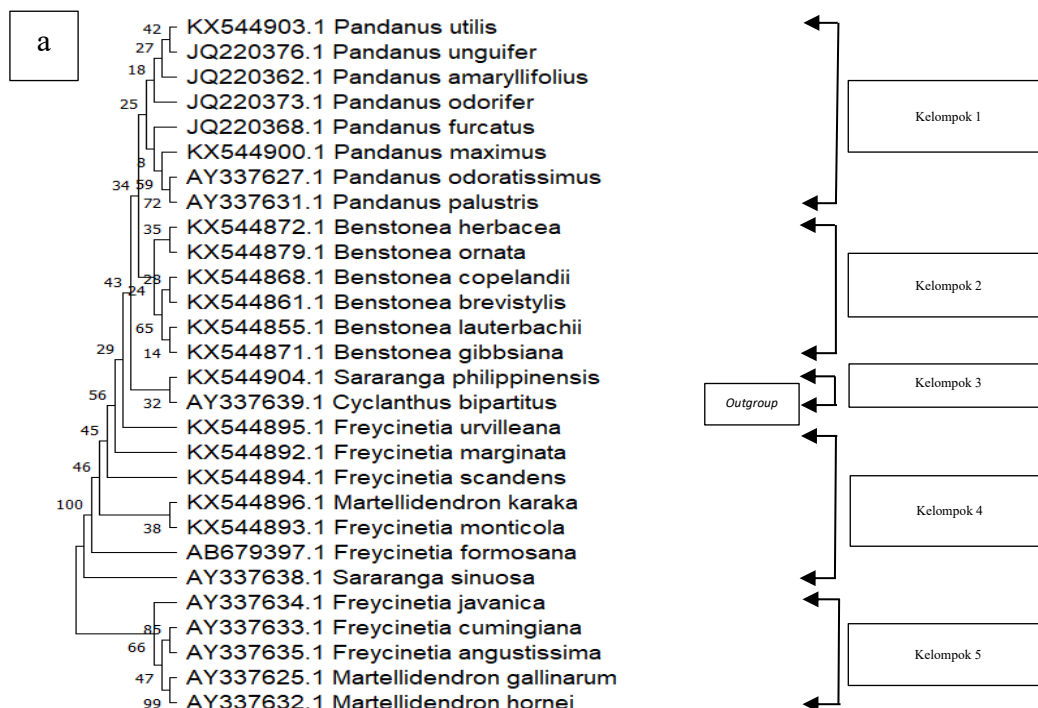 a
42 KX544903.1 Pandanus utilis
27 JQ220376.1 Pandanus unguifer
18 JQ220362.1 Pandanus amaryllifolius
25 JQ220373.1 Pandanus odorifer
JQ220368.1 Pandanus furcatus
Kelompok 1
8 KX544900.1 Pandanus maximus
34 59 AY337627.1 Pandanus odoratissimus
72 AY337631.1 Pandanus palustris
35 KX544872.1 Benstonea herbacea
KX544879.1 Benstonea ornata
43 24 28 KX544868.1 Benstonea copelandii
Kelompok 2
KX544861.1 Benstonea brevistylis
65 KX544855.1 Benstonea lauterbachii
29 14 KX544871.1 Benstonea gibbsiana
KX544904.1 Sararanga philippinensis
Kelompok 3
56 32 AY337639.1 Cyclanthus bipartitus
Outgroup
45 KX544895.1 Freycinetia urvilleana
KX544892.1 Freycinetia marginata
46 KX544894.1 Freycinetia scandens
100 KX544896.1 Martellidendron karaka
Kelompok 4
38 KX544893.1 Freycinetia monticola
AB679397.1 Freycinetia formosana
AY337638.1 Sararanga sinuosa
AY337634.1 Freycinetia javanica
85 AY337633.1 Freycinetia cumingiana
66 AY337635.1 Freycinetia angustissima
Kelompok 5
47 AY337625.1 Martellidendron gallinarum
99 AY337632.1 Martellidendron hornei